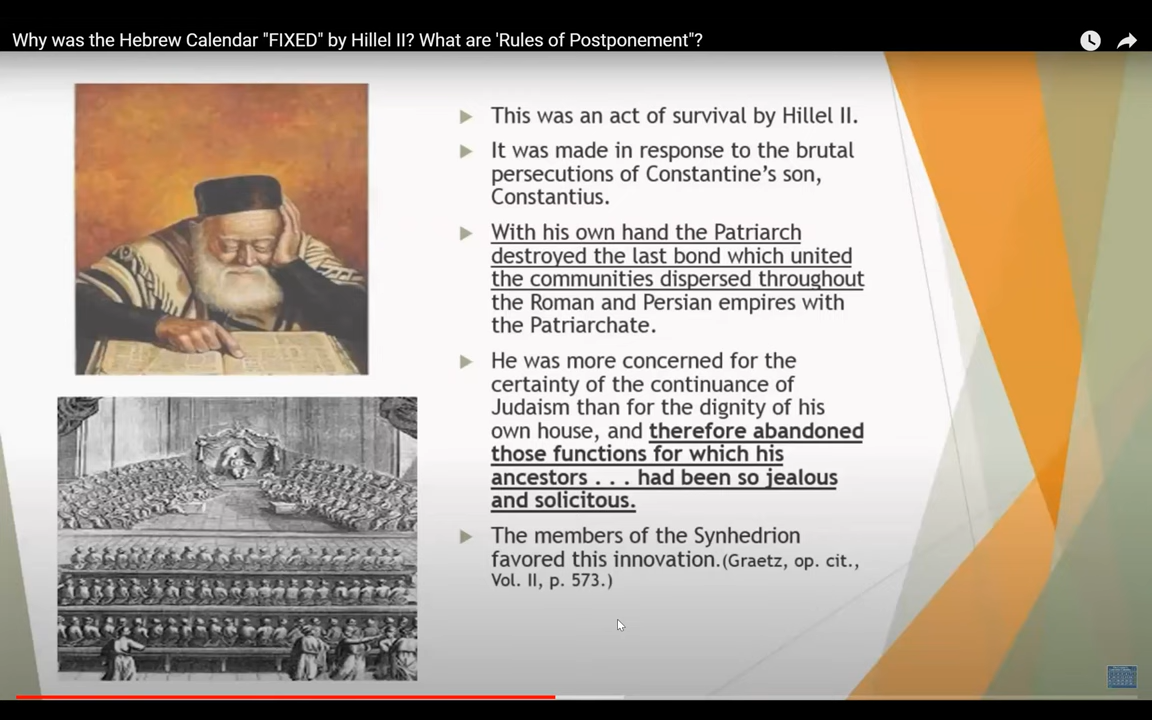 Why was the Hebrew Calendar "FIXED" by Hillel II? What are 'Rules of Postponement"?
This was an act of survival by Hillel II.
It was made in response to the brutal
persecutions of Constantine's son,
Constantius.
With his own hand the Patriarch
destroyed the last bond which united
the communities dispersed throughout
the Roman and Persian empires with
the Patriarchate.
He was more concerned for the
certainty of the continuance of
Judaism than for the dignity of his
own house, and therefore abandoned
those functions for which his
ancestors . . . had been so jealous
and solicitous.
The members of the Synhedrion
favored this innovation.(Graetz, op. cit.,
Vol. II, p. 573.)